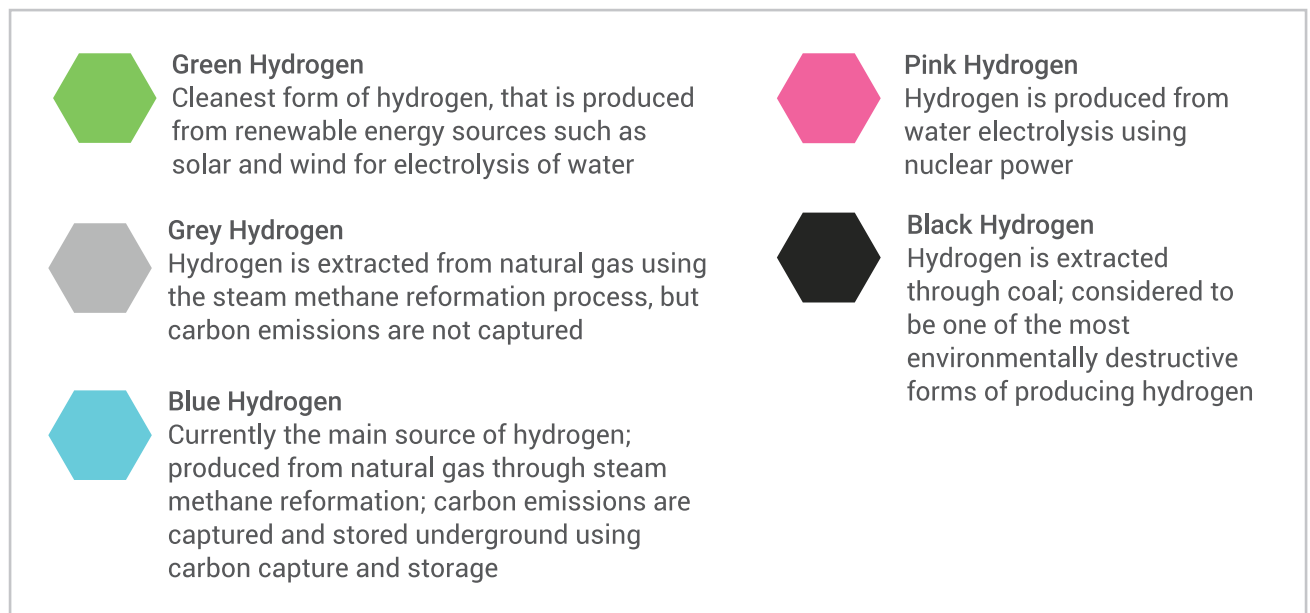 Green Hydrogen
Cleanest form of hydrogen, that is produced
from renewable energy sources such as
solar and wind for electrolysis of water
Grey Hydrogen
Hydrogen is extracted from natural gas using
the steam methane reformation process, but
carbon emissions are not captured
Blue Hydrogen
Currently the main source of hydrogen;
produced from natural gas through steam
methane reformation; carbon emissions are
captured and stored underground using
carbon capture and storage
Pink Hydrogen
Hydrogen is produced from
water electrolysis using
nuclear power
Black Hydrogen
Hydrogen is extracted
through coal; considered to
be one of the most
environmentally destructive
forms of producing hydrogen